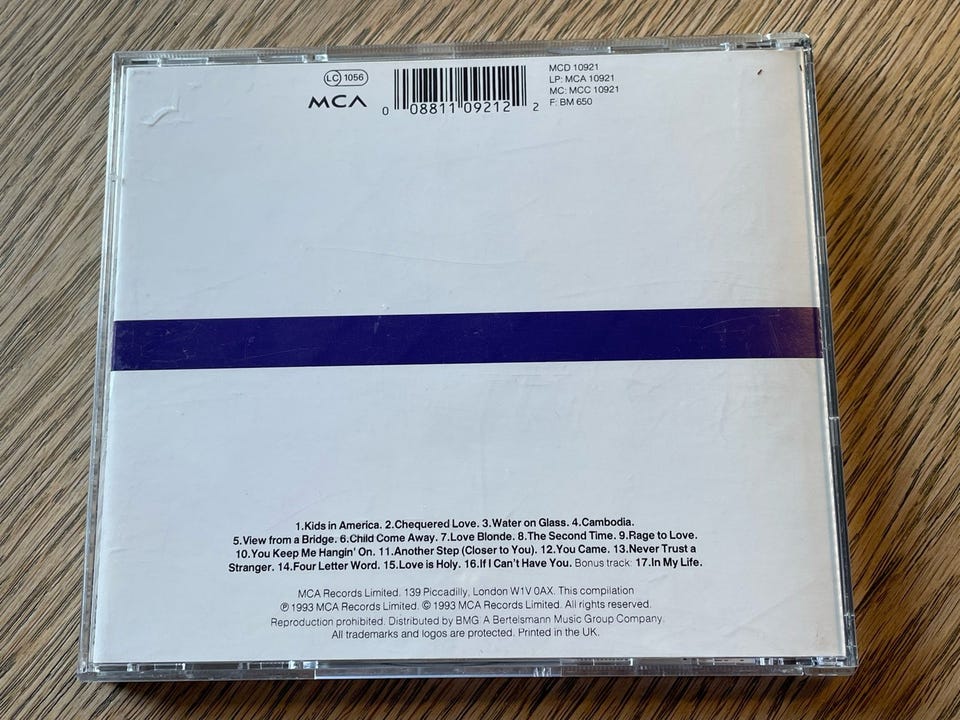 LC 1056
MCA
0 08811 09212 2
MCD 10921
LP: MCA 10921
MC: MCC 10921
F: BM 650
1.Kids in America. 2.Chequered Love. 3.Water on Glass. 4.Cambodia.
5.View from a Bridge. 6.Child Come Away. 7.Love Blonde. 8.The Second Time. 9.Rage to Love.
10.You Keep Me Hangin' On. 11.Another Step (Closer to You). 12.You Came. 13.Never Trust a
Stranger. 14.Four Letter Word. 15.Love is Holy. 16.If I Can't Have You. Bonus track: 17.In My Life.
MCA Records Limited. 139 Piccadilly, London W1V 0AX. This compilation
℗ 1993 MCA Records Limited. © 1993 MCA Records Limited. All rights reserved.
Reproduction prohibited. Distributed by BMG. A Bertelsmann Music Group Company.
All trademarks and logos are protected. Printed in the UK.